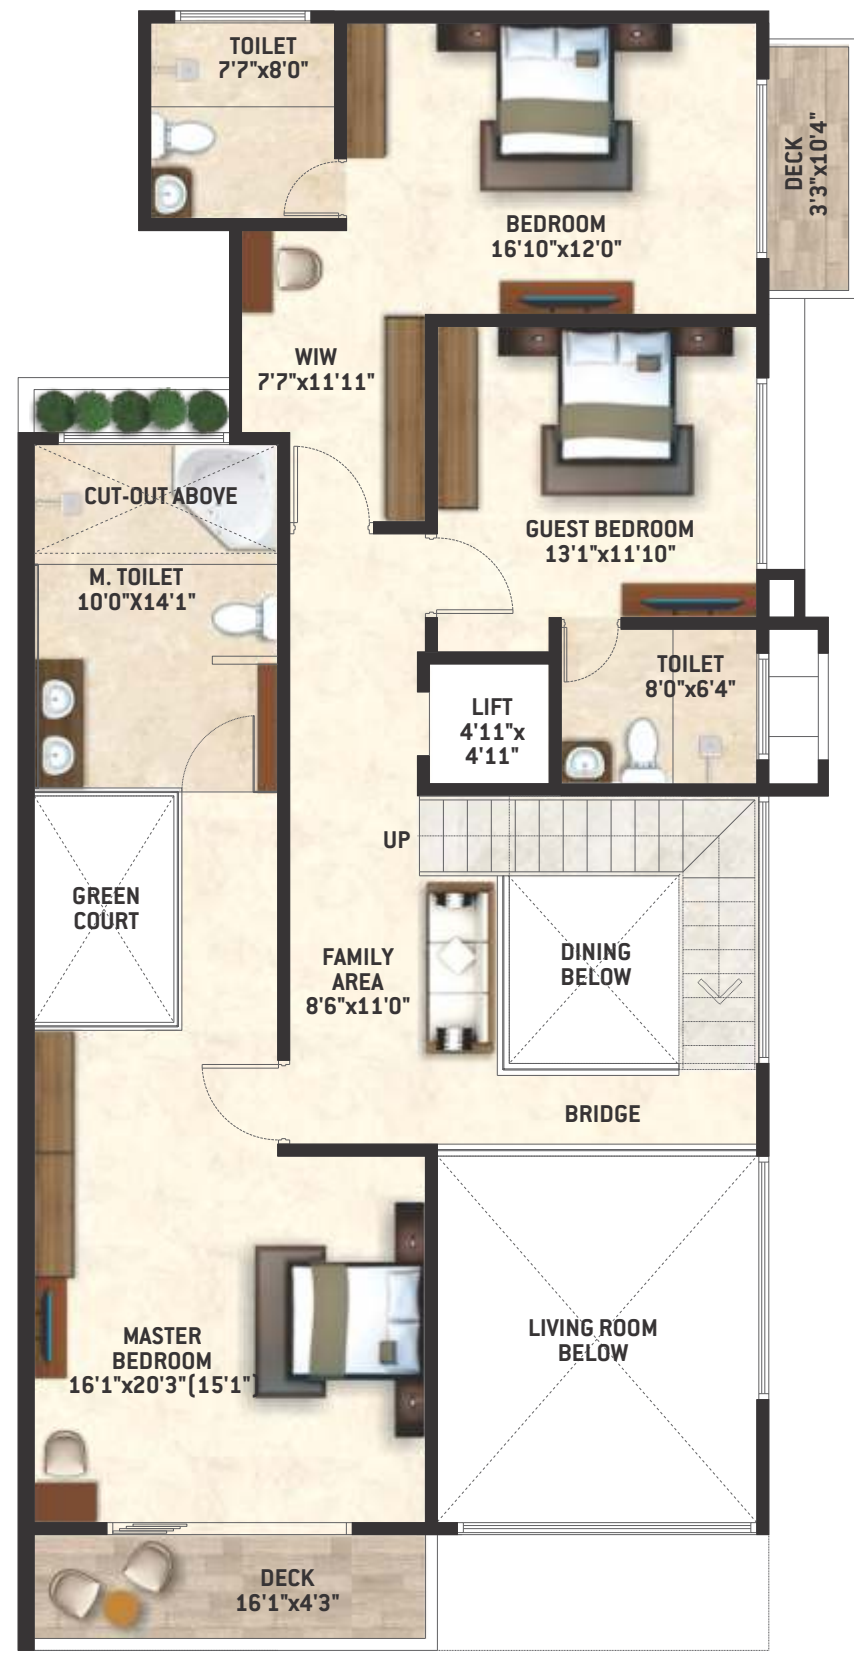 TOILET
7'7"x8'0"
DECK
3'3"x10'4"
BEDROOM
16'10"x12'0"
WIW
7'7"x11'11"
CUT-OUT ABOVE
GUEST BEDROOM
13'1"x11'10"
M. TOILET
10'0"X14'1"
TOILET
8'0"x6'4"
LIFT
4'11"x
4'11"
UP
GREEN
COURT
FAMILY
AREA
8'6"x11'0"
DINING
BELOW
BRIDGE
LIVING ROOM
BELOW
MASTER
BEDROOM
16'1"x20'3"(15'1")
DECK
16'1"x4'3"